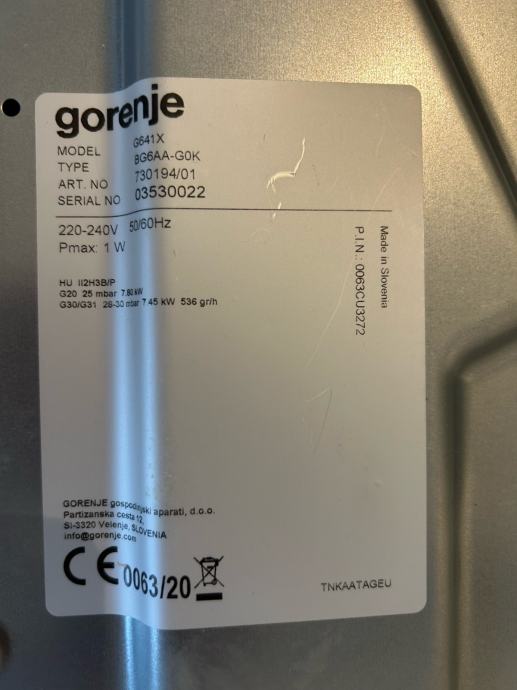 gorenje
MODEL G641X
TYPE BG6AA-G0K
ART. NO 730194/01
SERIAL NO 03530022
220-240V 50/60Hz
Pmax: 1 W
HU II2H3B/P
G20 25 mbar 7.80 kW
G30/G31 28-30 mbar 7.45 kW 536 gr/h
Made in Slovenia
P.I.N.: 0063CU3272
GORENJE gospodinjski aparati, d.o.o.
Partizanska cesta 12,
SI-3320 Velenje, SLOVENIA
info@gorenje.com
CE 0063/20
TNKAATAGEU